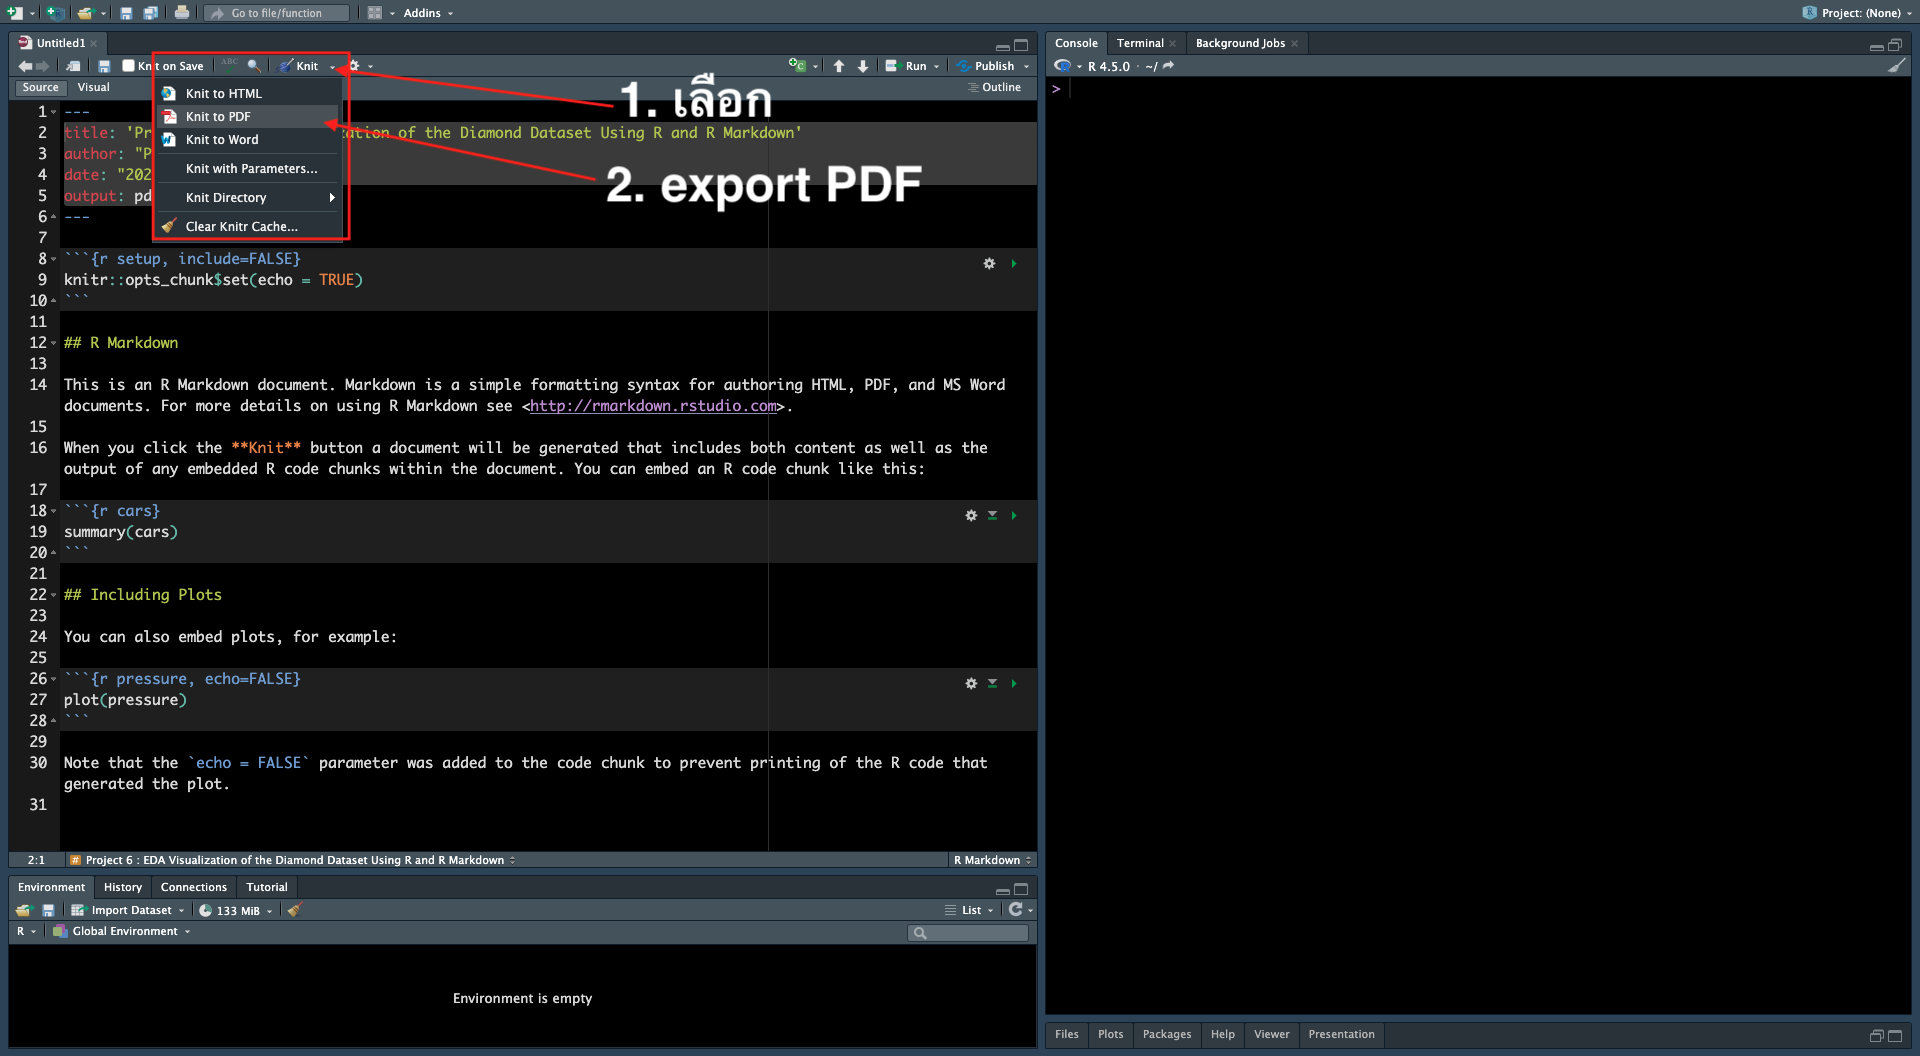 Go to file/function
Addins
Project: (None)
Untitled1
Knit on Save
ABC
Knit
Run
Publish
Source
Visual
Outline
Knit to HTML
Knit to PDF
Knit to Word
Knit with Parameters...
Knit Directory
Clear Knitr Cache...
1. เลือก
2. export PDF
1 ---
2 title: 'Pr ation of the Diamond Dataset Using R and R Markdown'
3 author: "P
4 date: "202
5 output: pd
6 ---
7
8 ```{r setup, include=FALSE}
9 knitr::opts_chunk$set(echo = TRUE)
10 ```
11
12 ## R Markdown
13
14 This is an R Markdown document. Markdown is a simple formatting syntax for authoring HTML, PDF, and MS Word
documents. For more details on using R Markdown see <http://rmarkdown.rstudio.com>.
15
16 When you click the **Knit** button a document will be generated that includes both content as well as the
output of any embedded R code chunks within the document. You can embed an R code chunk like this:
17
18 ```{r cars}
19 summary(cars)
20 ```
21
22 ## Including Plots
23
24 You can also embed plots, for example:
25
26 ```{r pressure, echo=FALSE}
27 plot(pressure)
28 ```
29
30 Note that the `echo = FALSE` parameter was added to the code chunk to prevent printing of the R code that
generated the plot.
31
2:1
# Project 6 : EDA Visualization of the Diamond Dataset Using R and R Markdown
R Markdown
Environment
History
Connections
Tutorial
Import Dataset
133 MiB
List
R
Global Environment
Environment is empty
Console
Terminal
Background Jobs
R 4.5.0 · ~/
>
Files
Plots
Packages
Help
Viewer
Presentation